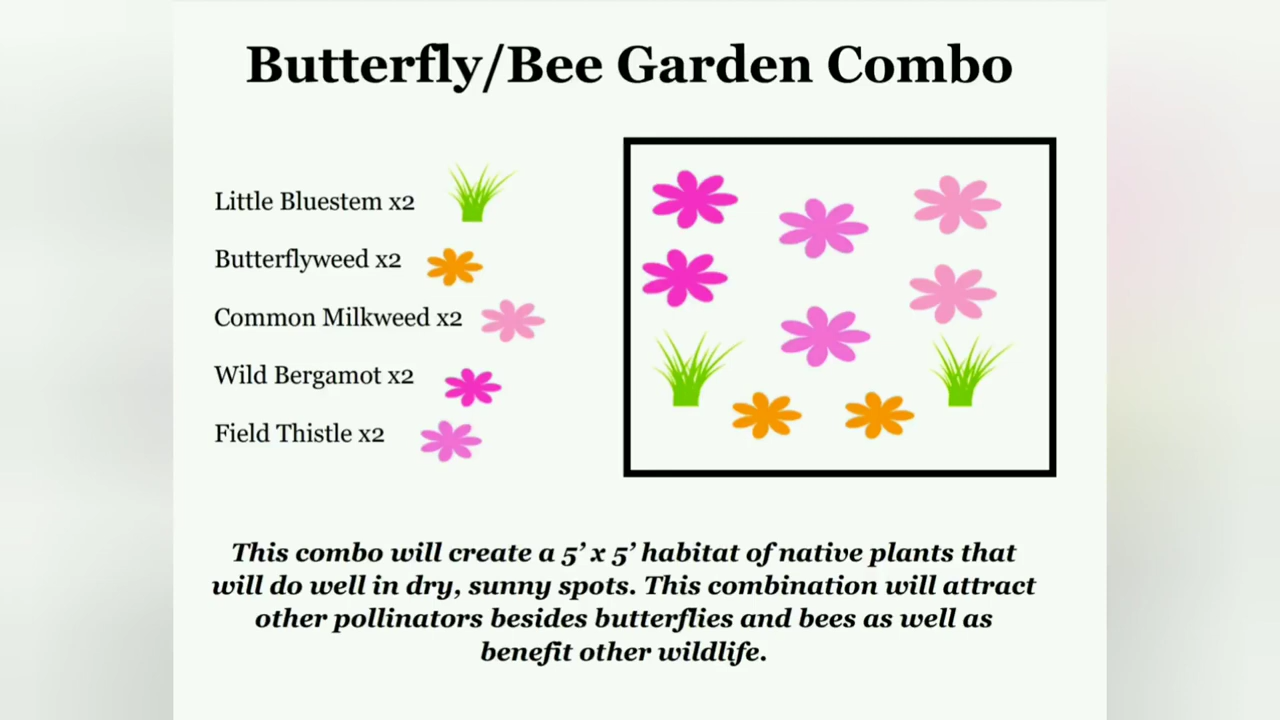 Butterfly/Bee Garden Combo
Little Bluestem x2
Butterflyweed x2
Common Milkweed x2
Wild Bergamot x2
Field Thistle x2
This combo will create a 5’ x 5’ habitat of native plants that
will do well in dry, sunny spots. This combination will attract
other pollinators besides butterflies and bees as well as
benefit other wildlife.